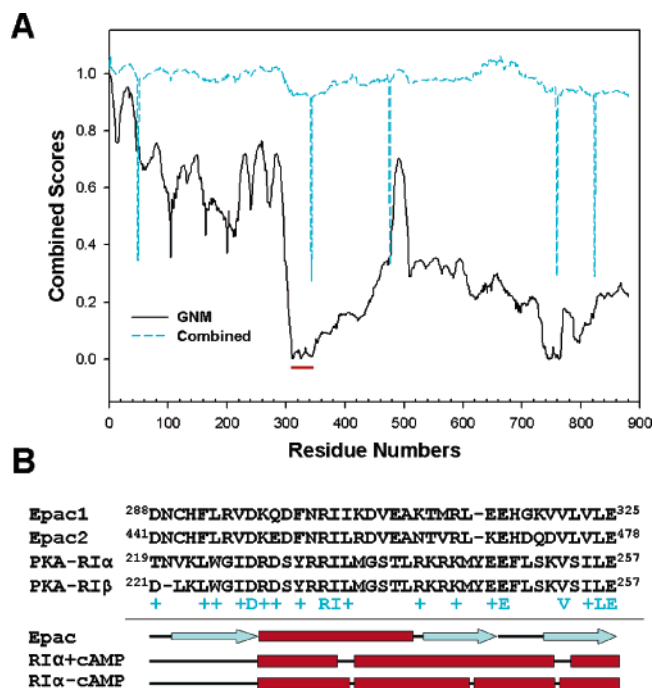 A
Combined Scores
1.0
0.8
0.6
0.4
0.2
0.0
GNM
Combined
0 100 200 300 400 500 600 700 800 900
Residue Numbers
B
Epac1 288DNCHFLRVDKQDFNRIIKDVEAKTMRL-EEHGKVVLVLE325
Epac2 441DNCHFLRVDKEDFNRILRDVEANTVRL-KEHDQDVLVLE478
PKA-RIα 219TNVKLWGIDRDSYRRILMGSTLRKRKMYEEFLSKVSILE257
PKA-RIβ 221D-LKLWGIDRDSYRRILMGSTLRKRKMYEEFLSKVSILE257
+ ++ +D++ + RI+ + + +E V +LE
Epac
RIα+cAMP
RIα-cAMP